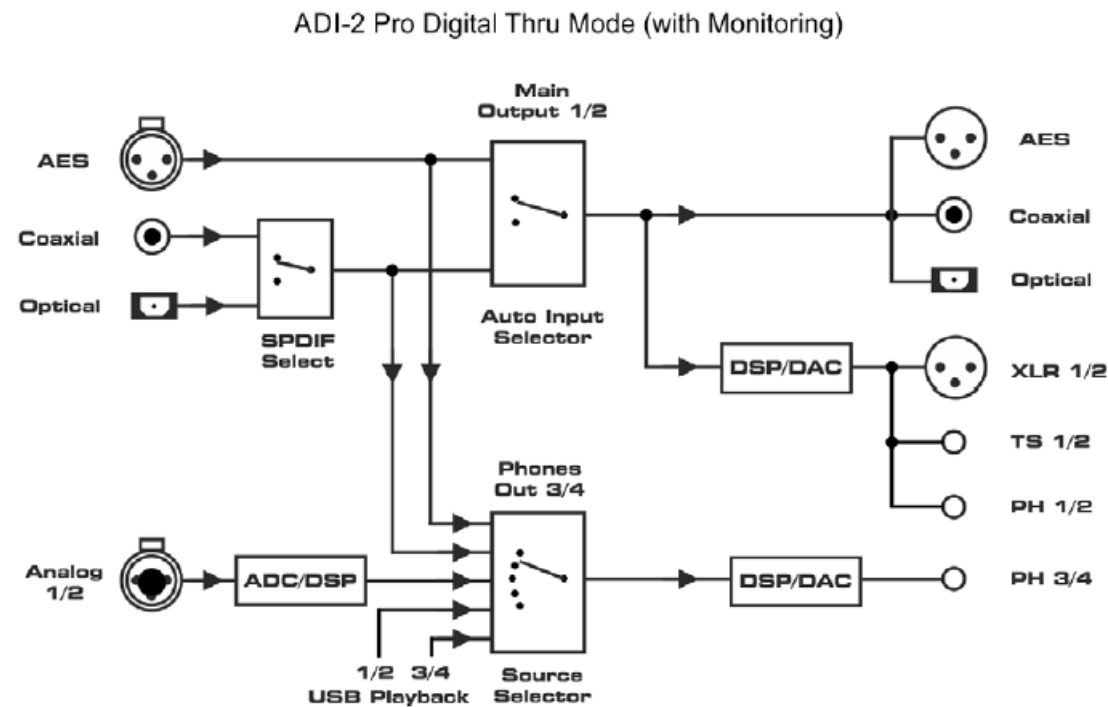 ADI-2 Pro Digital Thru Mode (with Monitoring)
Main
Output 1/2
AES
Coaxial
Optical
SPDIF
Select
Auto Input
Selector
AES
Coaxial
Optical
DSP/DAC
XLR 1/2
TS 1/2
PH 1/2
Phones
Out 3/4
Analog
1/2
ADC/DSP
DSP/DAC
PH 3/4
1/2 3/4
USB Playback
Source
Selector